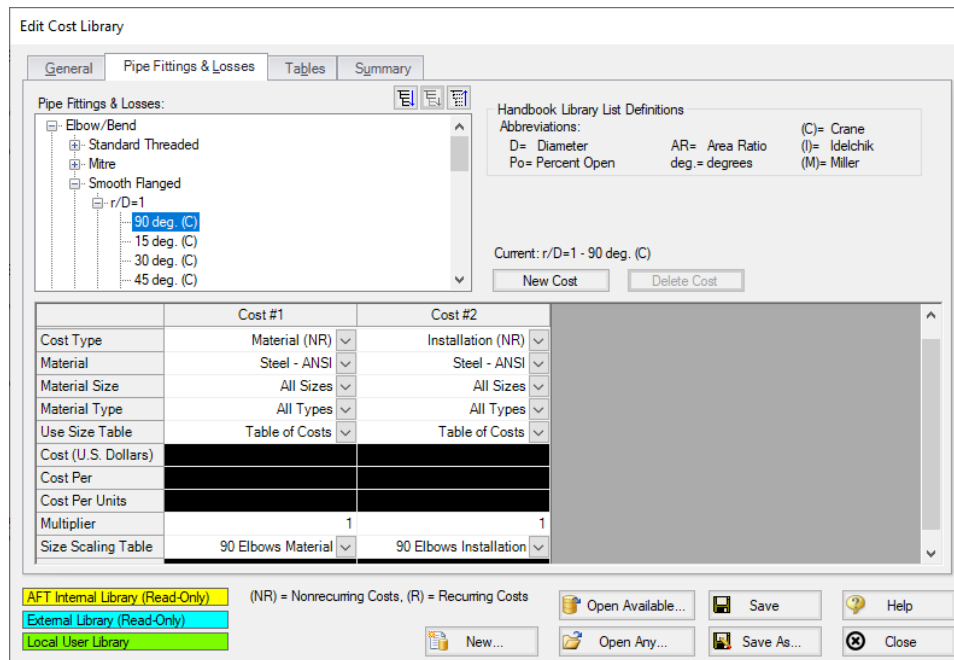 Edit Cost Library
General Pipe Fittings & Losses Tables Summary
Pipe Fittings & Losses:
Elbow/Bend
Standard Threaded
Mitre
Smooth Flanged
r/D=1
90 deg. (C)
15 deg. (C)
30 deg. (C)
45 deg. (C)
Handbook Library List Definitions
Abbreviations:
D= Diameter AR= Area Ratio (C)= Crane
Po= Percent Open deg.= degrees (I)= Idelchik
(M)= Miller
Current: r/D=1 - 90 deg. (C)
New Cost Delete Cost
Cost #1 Cost #2
Cost Type Material (NR) Installation (NR)
Material Steel - ANSI Steel - ANSI
Material Size All Sizes All Sizes
Material Type All Types All Types
Use Size Table Table of Costs Table of Costs
Cost (U.S. Dollars)
Cost Per
Cost Per Units
Multiplier 1 1
Size Scaling Table 90 Elbows Material 90 Elbows Installation
AFT Internal Library (Read-Only)
External Library (Read-Only)
Local User Library
(NR) = Nonrecurring Costs, (R) = Recurring Costs
Open Available... Save Help
New... Open Any... Save As... Close